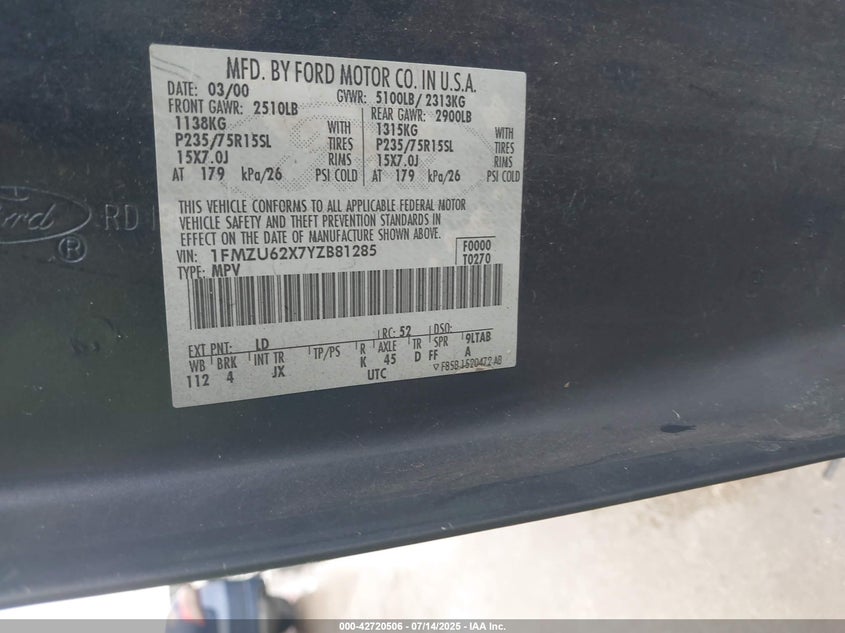 MFD. BY FORD MOTOR CO. IN U.S.A.
DATE: 03/00 GVWR: 5100LB/ 2313KG
FRONT GAWR: 2510LB REAR GAWR: 2900LB
1138KG WITH 1315KG WITH
P235/75R15SL TIRES P235/75R15SL TIRES
15X7.0J RIMS 15X7.0J RIMS
AT 179 kPa/26 PSI COLD AT 179 kPa/26 PSI COLD
THIS VEHICLE CONFORMS TO ALL APPLICABLE FEDERAL MOTOR
VEHICLE SAFETY AND THEFT PREVENTION STANDARDS IN
EFFECT ON THE DATE OF MANUFACTURE SHOWN ABOVE.
VIN: 1FMZU62X7YZB81285 F0000
TYPE: MPV T0270
EXT PNT: LD RC: 52 DSO:
WB BRK INT TR TP/PS R AXLE TR SPR 9LTAB
112 4 JX K 45 D FF A
UTC F85B 1520472 AB
Ford RD
®
000-42720506 - 07/14/2025 - IAA Inc.